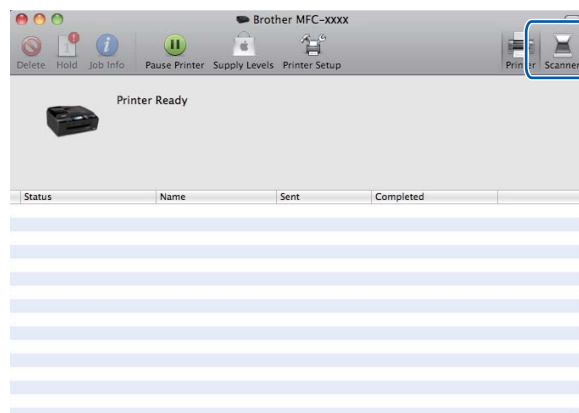 Brother MFC-xxxx
Delete Hold Job Info Pause Printer Supply Levels Printer Setup Printer Scanner
Printer Ready
Status Name Sent Completed